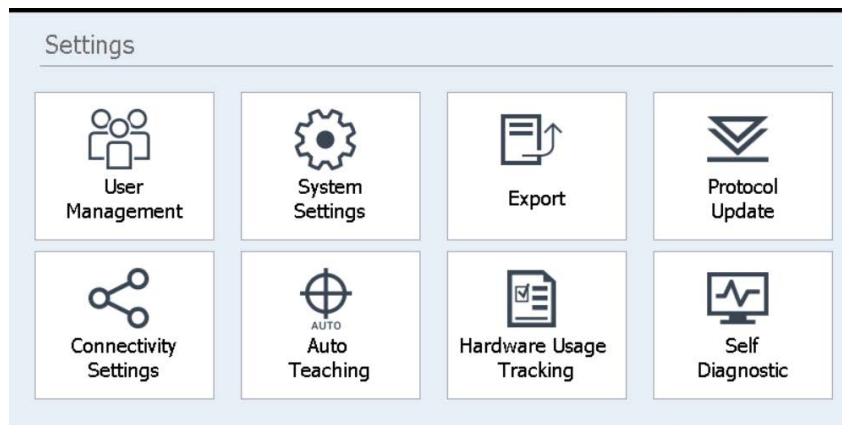 Settings
User
Management
System
Settings
Export
Protocol
Update
Connectivity
Settings
AUTO
Auto
Teaching
Hardware Usage
Tracking
Self
Diagnostic